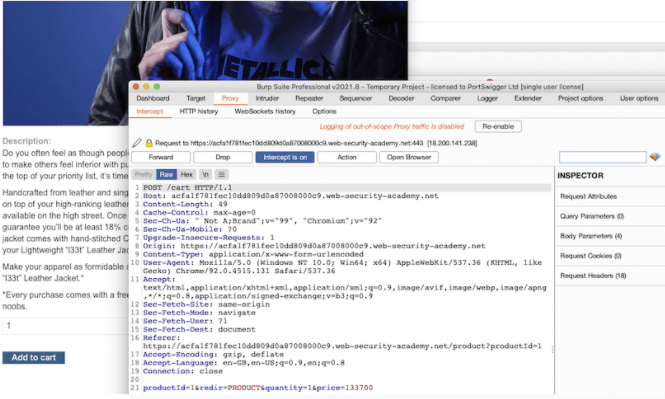 METALLICA
Description:
Do you often feel as though people
to make others feel inferior with pu
the top of your priority list, it's time
Handcrafted from leather and sing
on top of your high-ranking leather
available on the high street. Once
guarantee you'll be at least 18% c
jacket comes with hand-stitched C
your Lightweight "l33t" Leather Jac
Make your apparel as formidable a
"l33t" Leather Jacket."
*Every purchase comes with a free
noobs.
1
Add to cart
Burp Suite Professional v2021.8 - Temporary Project - licensed to PortSwigger Ltd [single user license]
Dashboard Target Proxy Intruder Repeater Sequencer Decoder Comparer Logger Extender Project options User options
Intercept HTTP history WebSockets history Options
Logging of out-of-scope Proxy traffic is disabled Re-enable
Request to https://acfa1f781fec10dd809d0a87008000c9.web-security-academy.net:443 [18.200.141.238]
Forward Drop Intercept is on Action Open Browser
Pretty Raw Hex \n
1 POST /cart HTTP/1.1
2 Host: acfa1f781fec10dd809d0a87008000c9.web-security-academy.net
3 Content-Length: 49
4 Cache-Control: max-age=0
5 Sec-Ch-Ua: " Not A;Brand";v="99", "Chromium";v="92"
6 Sec-Ch-Ua-Mobile: ?0
7 Upgrade-Insecure-Requests: 1
8 Origin: https://acfa1f781fec10dd809d0a87008000c9.web-security-academy.net
9 Content-Type: application/x-www-form-urlencoded
10 User-Agent: Mozilla/5.0 (Windows NT 10.0; Win64; x64) AppleWebKit/537.36 (KHTML, like
Gecko) Chrome/92.0.4515.131 Safari/537.36
11 Accept:
text/html,application/xhtml+xml,application/xml;q=0.9,image/avif,image/webp,image/apng
,*/*;q=0.8,application/signed-exchange;v=b3;q=0.9
12 Sec-Fetch-Site: same-origin
13 Sec-Fetch-Mode: navigate
14 Sec-Fetch-User: ?1
15 Sec-Fetch-Dest: document
16 Referer:
https://acfa1f781fec10dd809d0a87008000c9.web-security-academy.net/product?productId=1
17 Accept-Encoding: gzip, deflate
18 Accept-Language: en-GB,en-US;q=0.9,en;q=0.8
19 Connection: close
20
21 productId=1&redir=PRODUCT&quantity=1&price=133700
INSPECTOR
Request Attributes
Query Parameters (0)
Body Parameters (4)
Request Cookies (0)
Request Headers (18)